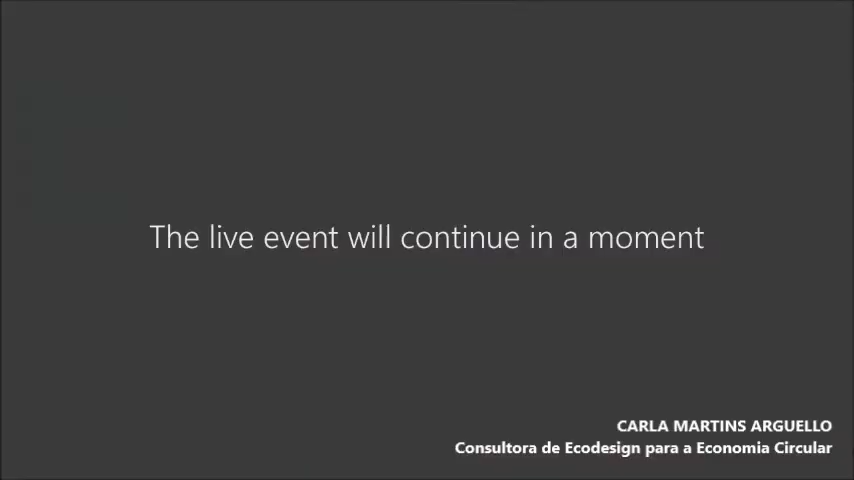 The live event will continue in a moment
CARLA MARTINS ARGUELLO
Consultora de Ecodesign para a Economia Circular